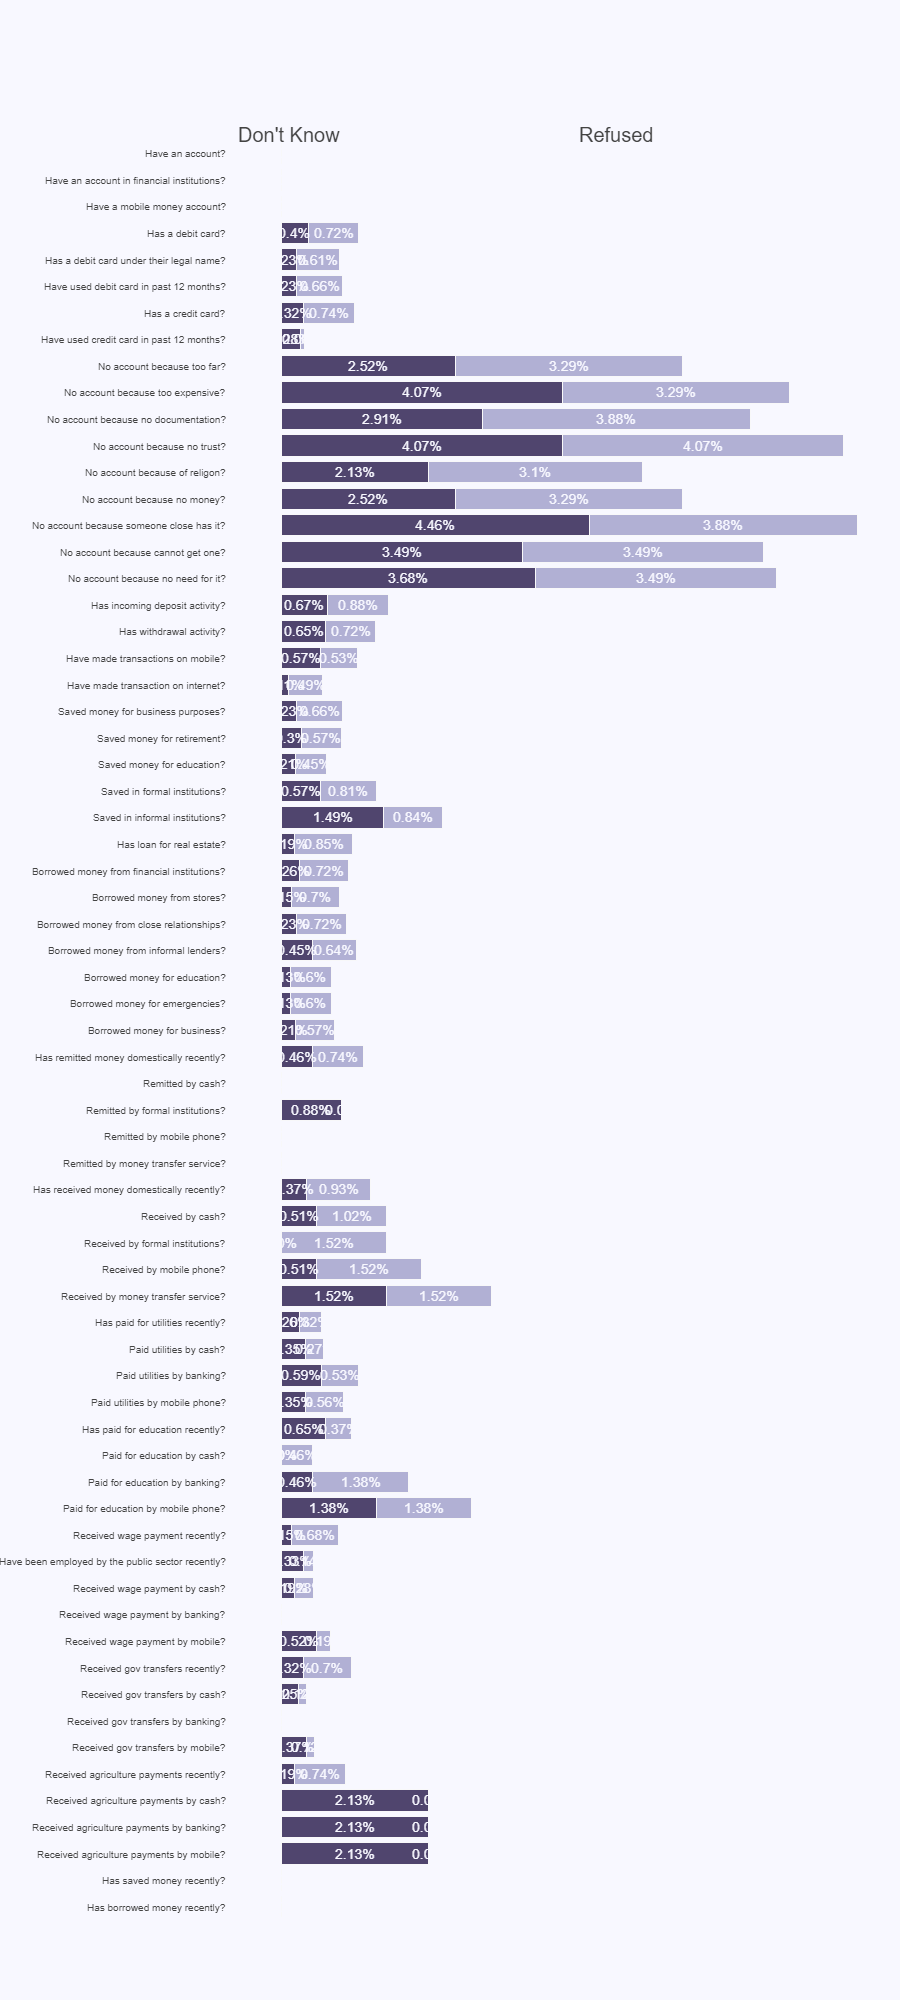 Don't Know Refused
Have an account?
Have an account in financial institutions?
Have a mobile money account?
Has a debit card? 0.4% 0.72%
Has a debit card under their legal name?
Have used debit card in past 12 months? 0.66%
Has a credit card? 0.74%
Have used credit card in past 12 months?
No account because too far? 2.52% 3.29%
No account because too expensive? 4.07% 3.29%
No account because no documentation? 2.91% 3.88%
No account because no trust? 4.07% 4.07%
No account because of religon? 2.13% 3.1%
No account because no money? 2.52% 3.29%
No account because someone close has it? 4.46% 3.88%
No account because cannot get one? 3.49% 3.49%
No account because no need for it? 3.68% 3.49%
Has incoming deposit activity? 0.67% 0.88%
Has withdrawal activity? 0.65% 0.72%
Have made transactions on mobile? 0.57% 0.53%
Have made transaction on internet?
Saved money for business purposes? 0.66%
Saved money for retirement? 0.57%
Saved money for education?
Saved in formal institutions? 0.57% 0.81%
Saved in informal institutions? 1.49% 0.84%
Has loan for real estate? 0.85%
Borrowed money from financial institutions? 0.72%
Borrowed money from stores? 0.7%
Borrowed money from close relationships? 0.72%
Borrowed money from informal lenders? 0.45% 0.64%
Borrowed money for education?
Borrowed money for emergencies?
Borrowed money for business?
Has remitted money domestically recently? 0.46% 0.74%
Remitted by cash?
Remitted by formal institutions? 0.88%
Remitted by mobile phone?
Remitted by money transfer service?
Has received money domestically recently? 0.93%
Received by cash? 0.51% 1.02%
Received by formal institutions? 1.52%
Received by mobile phone? 0.51% 1.52%
Received by money transfer service? 1.52% 1.52%
Has paid for utilities recently?
Paid utilities by cash?
Paid utilities by banking? 0.59% 0.53%
Paid utilities by mobile phone? 0.56%
Has paid for education recently? 0.65% 0.37%
Paid for education by cash?
Paid for education by banking? 0.46% 1.38%
Paid for education by mobile phone? 1.38% 1.38%
Received wage payment recently? 0.68%
Have been employed by the public sector recently?
Received wage payment by cash?
Received wage payment by banking?
Received wage payment by mobile?
Received gov transfers recently? 0.7%
Received gov transfers by cash?
Received gov transfers by banking?
Received gov transfers by mobile?
Received agriculture payments recently? 0.74%
Received agriculture payments by cash? 2.13%
Received agriculture payments by banking? 2.13%
Received agriculture payments by mobile? 2.13%
Has saved money recently?
Has borrowed money recently?